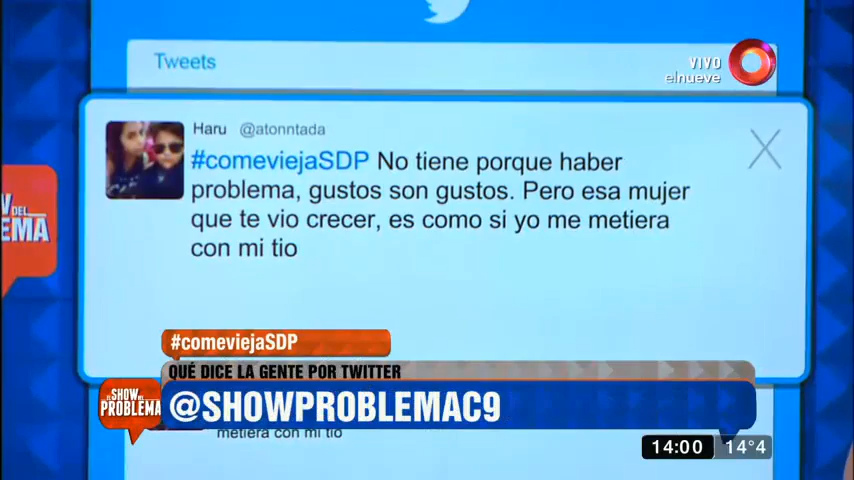 Tweets
VIVO
elnueve
Haru @atonntada
#comeviejaSDP No tiene porque haber
problema, gustos son gustos. Pero esa mujer
que te vio crecer, es como si yo me metiera
con mi tio
DEL
EMA
#comeviejaSDP
QUÉ DICE LA GENTE POR TWITTER
EL SHOW DEL
PROBLEMA
@SHOWPROBLEMAC9
metiera con mi tio
14:00 14°4